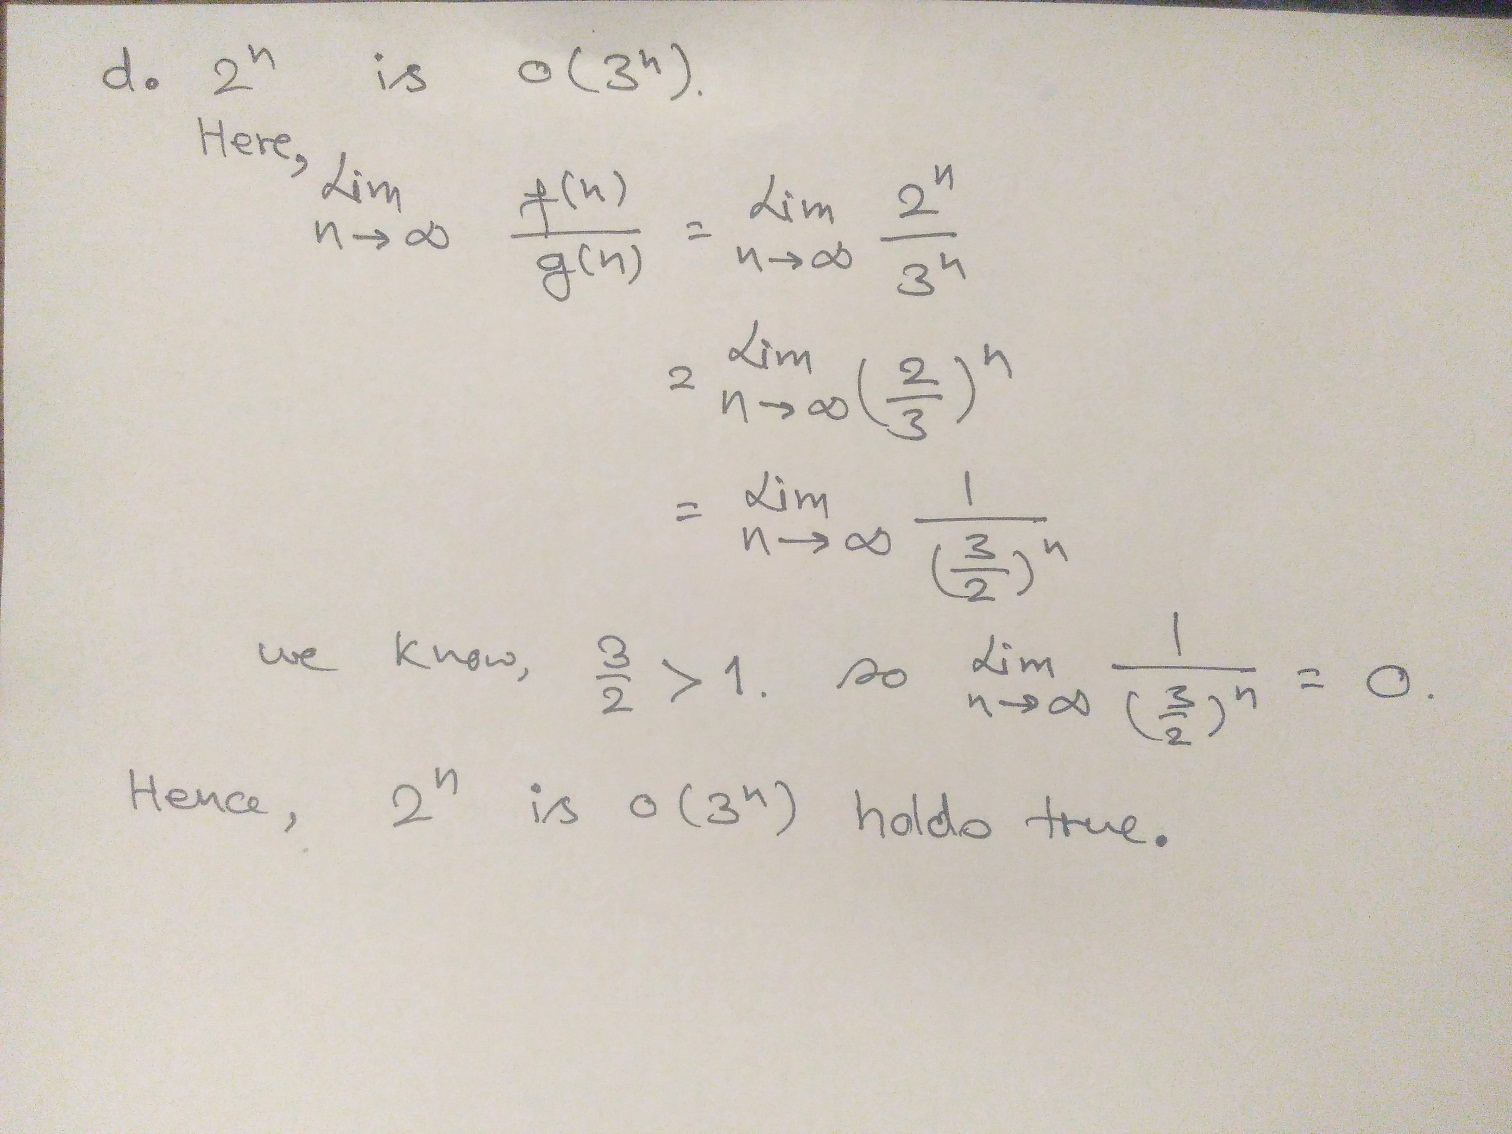 d. 2ⁿ is o(3ⁿ).
Here,
Lim n→∞ f(n)/g(n) = Lim n→∞ 2ⁿ/3ⁿ
= Lim n→∞ (2/3)ⁿ
= Lim n→∞ 1/(3/2)ⁿ
we know, 3/2 > 1. so Lim n→∞ 1/(3/2)ⁿ = 0.
Hence, 2ⁿ is o(3ⁿ) holds true.